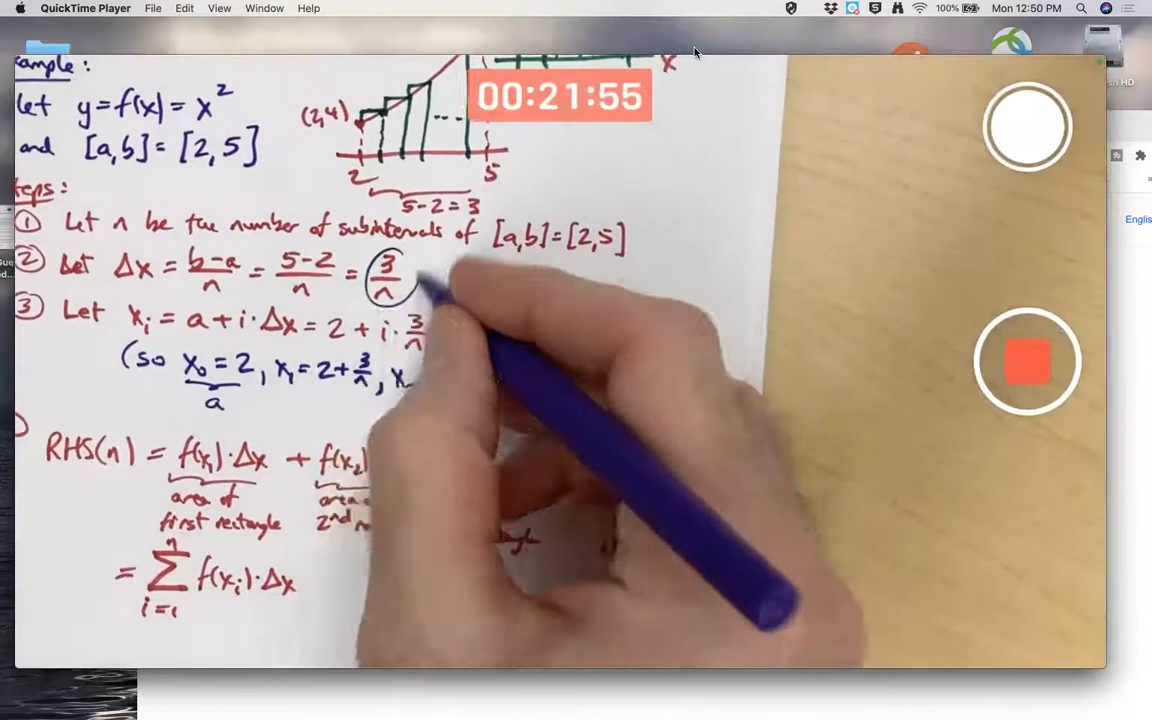 QuickTime Player File Edit View Window Help 100% Mon 12:50 PM
00:21:55
ample:
let y=f(x)=x²
and [a,b]=[2,5]
(2,4)
x
2 5
5-2=3
teps:
① Let n be the number of subintervals of [a,b]=[2,5]
② Let Δx = b-a/n = 5-2/n = 3/n
③ Let xᵢ = a+i·Δx = 2 + i·3/n
(so x₀=2, x₁=2+3/n, x
a
RHS(n) = f(x₁)·Δx + f(x₂)
area of
first rectangle 2nd
= Σ f(xᵢ)·Δx
n
i=1
Englis